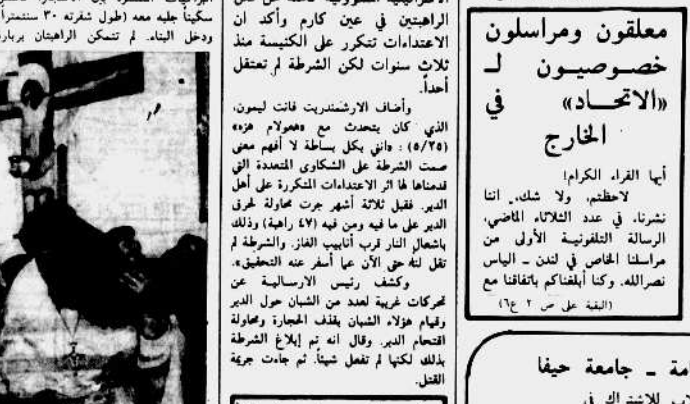 معلقون ومراسلون
خصوصيون لـ
«الاتحاد» في
الخارج
أيها القراء الكرام!
لاحظتم، ولا شك، اننا
نشرنا، في عدد الثلاثاء الماضي،
الرسالة التلفونية الأولى من
مراسلنا الخاص في لندن ـ الياس
نصرالله. وكنا أبلغناكم باتفاقنا مع
(البقية على ص ٢ ع٦)
ـ جامعة حيفا
للاشتراك في
الراهبتين في عين كارم وأكد ان
الاعتداءات تتكرر على الكنيسة منذ
ثلاث سنوات لكن الشرطة لم تعتقل
أحداً.
وأضاف الارشمندريت فانت ليمون،
الذي كان يتحدث مع «هعولام هزه»
(٥/٢٥) : «انني بكل بساطة لا أفهم معنى
صمت الشرطة على الشكاوى المتعددة التي
قدمناها لها اثر الاعتداءات المتكررة على أهل
الدير. فقبل ثلاثة أشهر جرت محاولة لحرق
الدير على ما فيه ومن فيه (٤٧ راهبة) وذلك
باشعال النار قرب أنابيب الغاز. والشرطة لم
تقل لنا حتى الآن عما أسفر عنه التحقيق».
وكشف رئيس الارسالية عن
تحركات غريبة لعدد من الشبان حول الدير
وقيام هؤلاء الشبان بقذف الحجارة ومحاولة
اقتحام الدير. وقال انه تم إبلاغ الشرطة
بذلك لكنها لم تفعل شيئاً. ثم جاءت جريمة
القتل.
سكيناً جلبه معه (طول شفرته ٣٠ سنتمتراً
ودخل البناء. لم تتمكن الراهبتان